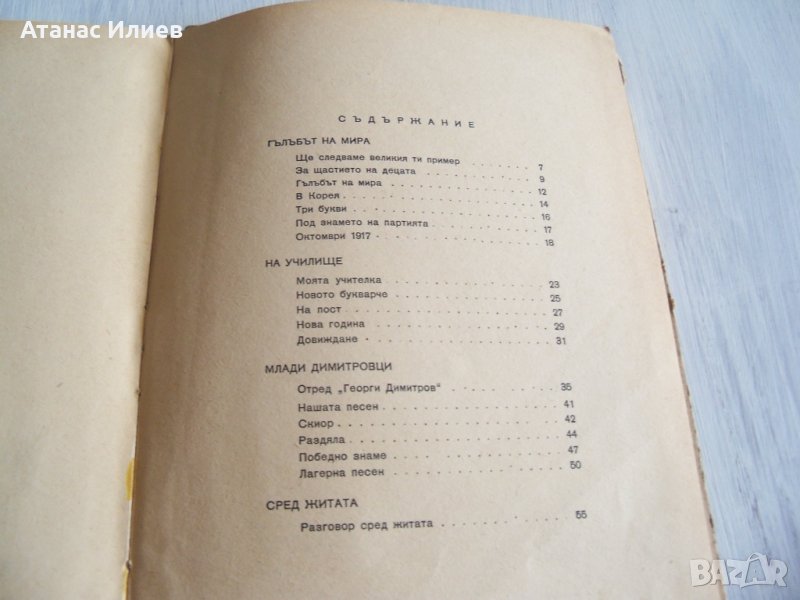 Атанас Илиев
СЪДЪРЖАНИЕ
ГЪЛЪБЪТ НА МИРА
Ще следваме великия ти пример . . . . . . 7
За щастието на децата . . . . . . . . . 9
Гълъбът на мира . . . . . . . . . . . 12
В Корея . . . . . . . . . . . . . . 14
Три букви . . . . . . . . . . . . . 16
Под знамето на партията . . . . . . . . 17
Октомври 1917 . . . . . . . . . . . . 18
НА УЧИЛИЩЕ
Моята учителка . . . . . . . . . . . 23
Новото букварче . . . . . . . . . . . 25
На пост . . . . . . . . . . . . . . 27
Нова година . . . . . . . . . . . . 29
Довиждане . . . . . . . . . . . . . 31
МЛАДИ ДИМИТРОВЦИ
Отред „Георги Димитров“ . . . . . . . . 35
Нашата песен . . . . . . . . . . . . 41
Скиор . . . . . . . . . . . . . . . 42
Раздяла . . . . . . . . . . . . . . 44
Победно знаме . . . . . . . . . . . . 47
Лагерна песен . . . . . . . . . . . . 50
СРЕД ЖИТАТА
Разговор сред житата . . . . . . . . . 55
BAZAR